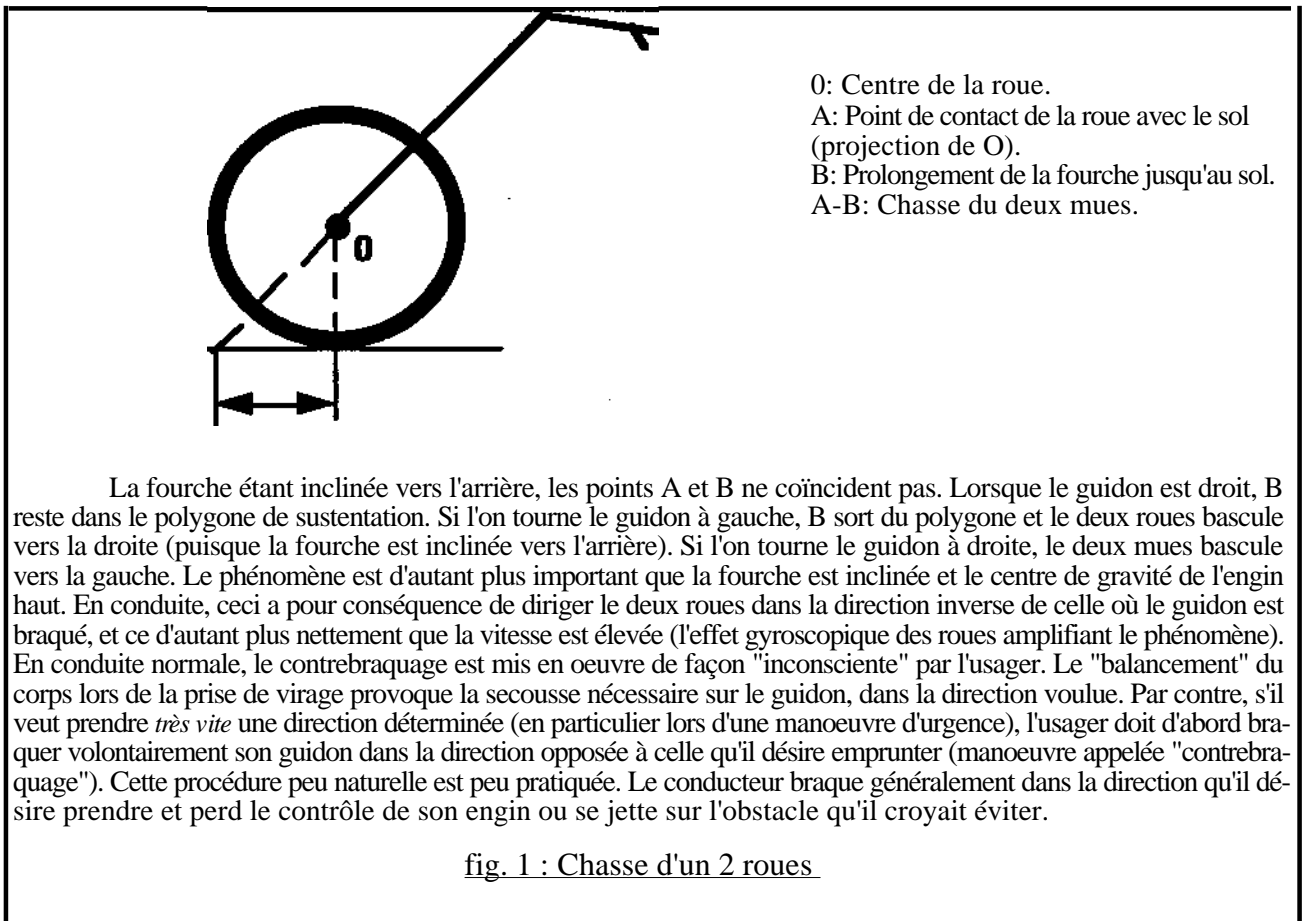 0: Centre de la roue.
A: Point de contact de la roue avec le sol
(projection de O).
B: Prolongement de la fourche jusqu'au sol.
A-B: Chasse du deux mues.
0
La fourche étant inclinée vers l'arrière, les points A et B ne coïncident pas. Lorsque le guidon est droit, B
reste dans le polygone de sustentation. Si l'on tourne le guidon à gauche, B sort du polygone et le deux roues bascule
vers la droite (puisque la fourche est inclinée vers l'arrière). Si l'on tourne le guidon à droite, le deux mues bascule
vers la gauche. Le phénomène est d'autant plus important que la fourche est inclinée et le centre de gravité de l'engin
haut. En conduite, ceci a pour conséquence de diriger le deux roues dans la direction inverse de celle où le guidon est
braqué, et ce d'autant plus nettement que la vitesse est élevée (l'effet gyroscopique des roues amplifiant le phénomène).
En conduite normale, le contrebraquage est mis en oeuvre de façon "inconsciente" par l'usager. Le "balancement" du
corps lors de la prise de virage provoque la secousse nécessaire sur le guidon, dans la direction voulue. Par contre, s'il
veut prendre très vite une direction déterminée (en particulier lors d'une manoeuvre d'urgence), l'usager doit d'abord bra-
quer volontairement son guidon dans la direction opposée à celle qu'il désire emprunter (manoeuvre appelée "contrebra-
quage"). Cette procédure peu naturelle est peu pratiquée. Le conducteur braque généralement dans la direction qu'il dé-
sire prendre et perd le contrôle de son engin ou se jette sur l'obstacle qu'il croyait éviter.
fig. 1 : Chasse d'un 2 roues